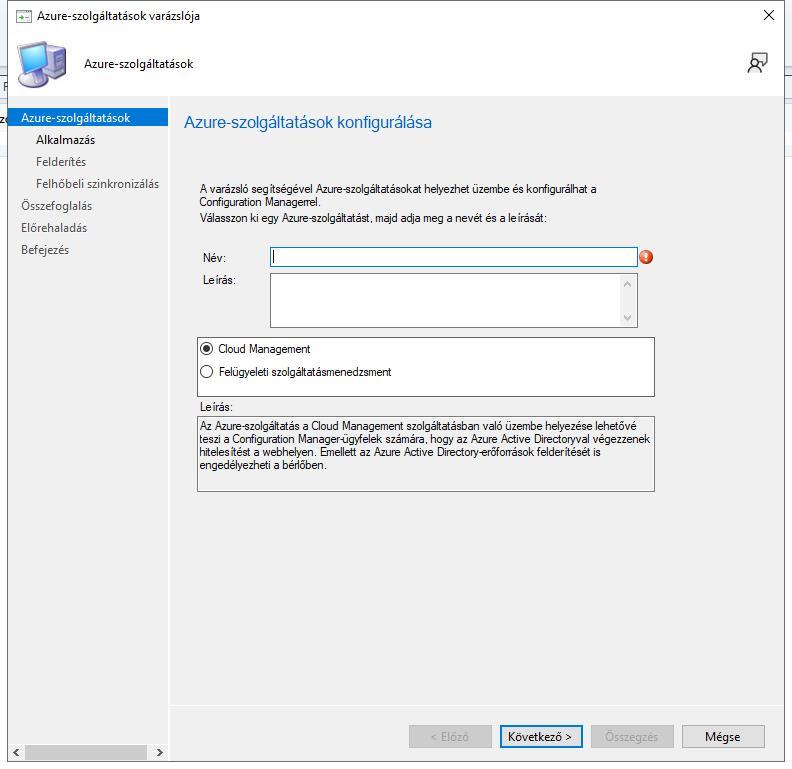 Azure-szolgáltatások varázslója
Azure-szolgáltatások
Azure-szolgáltatások
Alkalmazás
Felderítés
Felhőbeli szinkronizálás
Összefoglalás
Előrehaladás
Befejezés
Azure-szolgáltatások konfigurálása
A varázsló segítségével Azure-szolgáltatásokat helyezhet üzembe és konfigurálhat a
Configuration Managerrel.
Válasszon ki egy Azure-szolgáltatást, majd adja meg a nevét és a leírását:
Név:
Leírás:
Cloud Management
Felügyeleti szolgáltatásmenedzsment
Leírás:
Az Azure-szolgáltatás a Cloud Management szolgáltatásban való üzembe helyezése lehetővé
teszi a Configuration Manager-ügyfelek számára, hogy az Azure Active Directoryval végezzenek
hitelesítést a webhelyen. Emellett az Azure Active Directory-erőforrások felderítését is
engedélyezheti a bérlőben.
< Előző
Következő >
Összegzés
Mégse